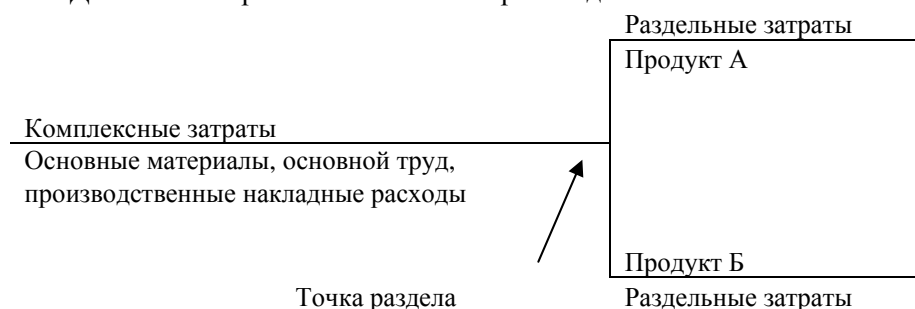 Раздельные затраты
Продукт А
Комплексные затраты
Основные материалы, основной труд,
производственные накладные расходы
Продукт Б
Точка раздела
Раздельные затраты